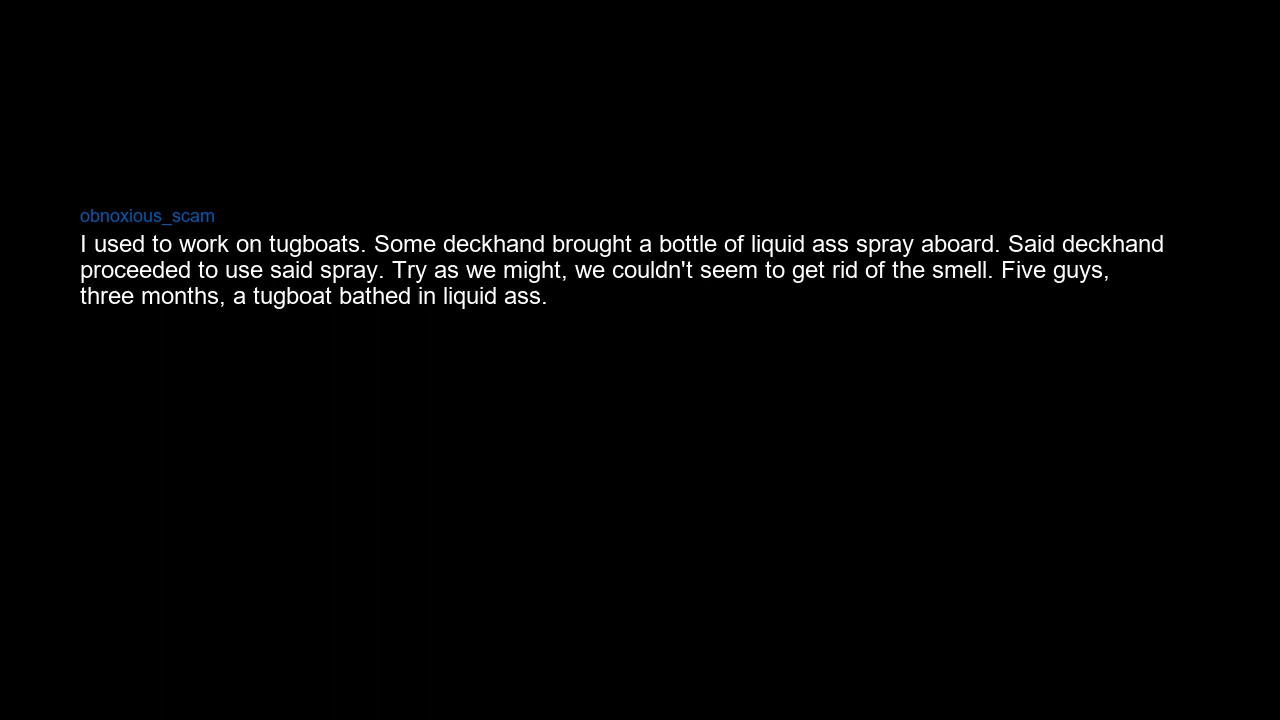 obnoxious_scam
I used to work on tugboats. Some deckhand brought a bottle of liquid ass spray aboard. Said deckhand
proceeded to use said spray. Try as we might, we couldn't seem to get rid of the smell. Five guys,
three months, a tugboat bathed in liquid ass.